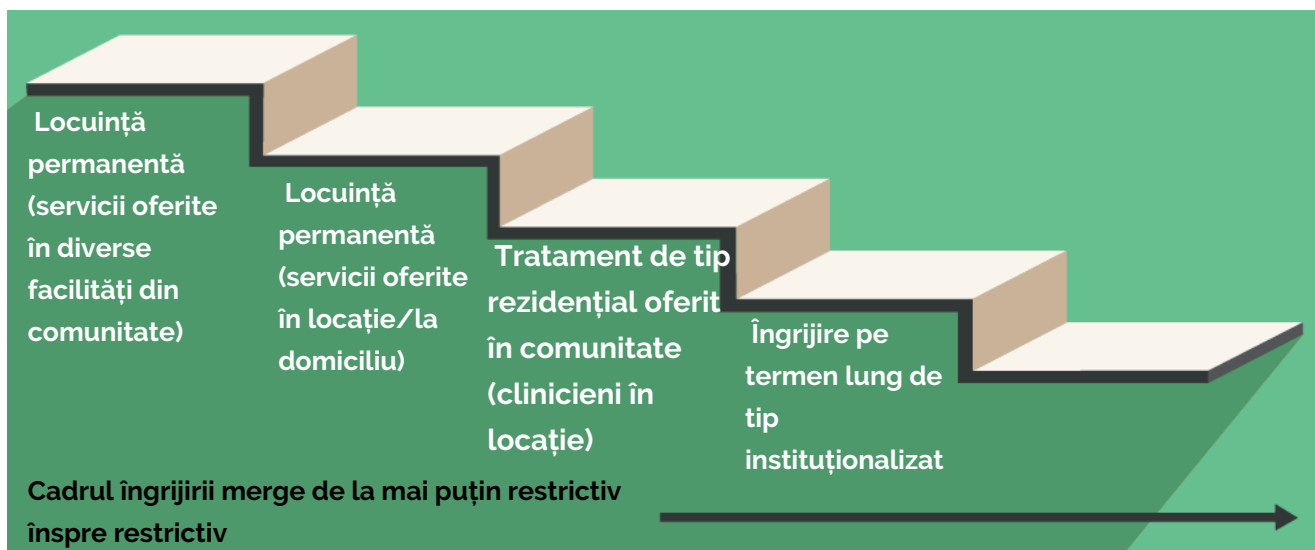 Locuință
permanentă
(servicii oferite
în diverse
facilități din
comunitate)
Locuință
permanentă
(servicii oferite
în locație/la
domiciliu)
Tratament de tip
rezidențial oferit
în comunitate
(clinicieni în
locație)
Îngrijire pe
termen lung de
tip
instituționalizat
Cadrul îngrijirii merge de la mai puțin restrictiv
înspre restrictiv